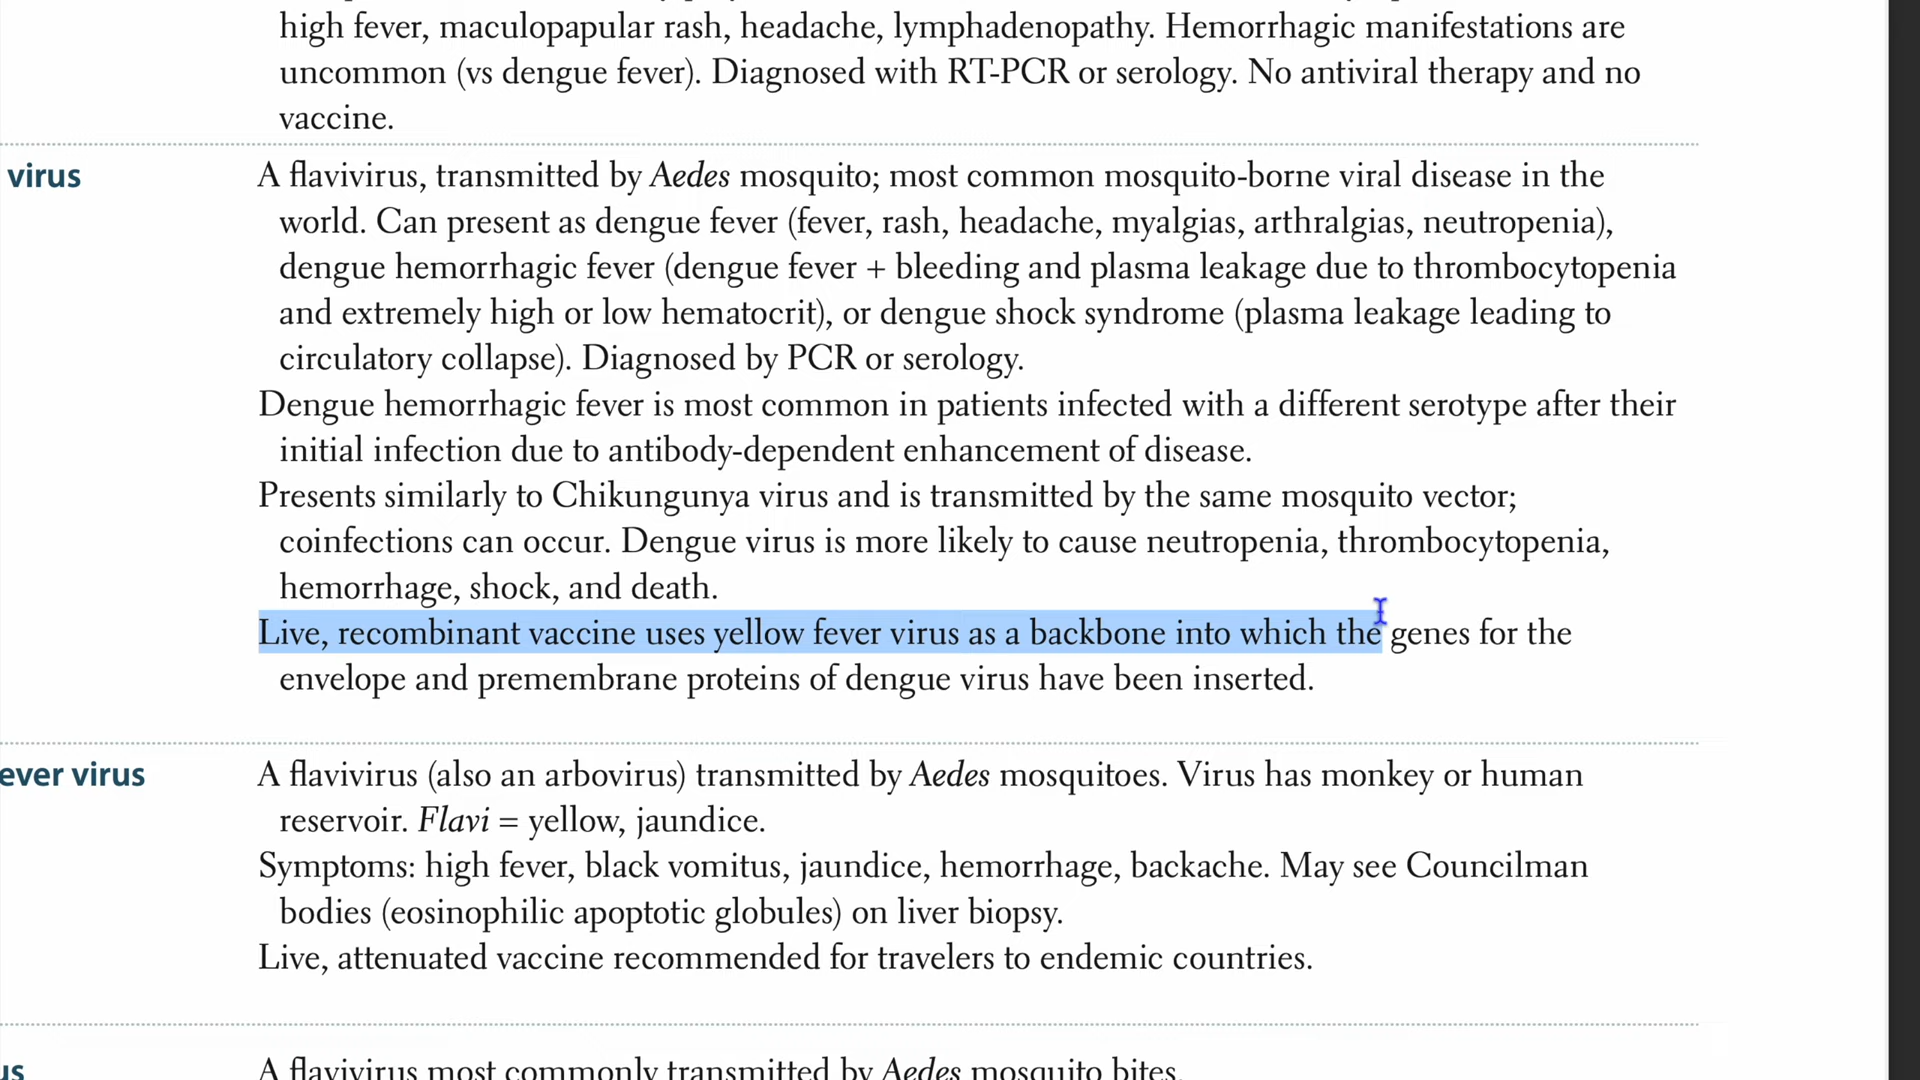 high fever, maculopapular rash, headache, lymphadenopathy. Hemorrhagic manifestations are
uncommon (vs dengue fever). Diagnosed with RT-PCR or serology. No antiviral therapy and no
vaccine.
virus
A flavivirus, transmitted by Aedes mosquito; most common mosquito-borne viral disease in the
world. Can present as dengue fever (fever, rash, headache, myalgias, arthralgias, neutropenia),
dengue hemorrhagic fever (dengue fever + bleeding and plasma leakage due to thrombocytopenia
and extremely high or low hematocrit), or dengue shock syndrome (plasma leakage leading to
circulatory collapse). Diagnosed by PCR or serology.
Dengue hemorrhagic fever is most common in patients infected with a different serotype after their
initial infection due to antibody-dependent enhancement of disease.
Presents similarly to Chikungunya virus and is transmitted by the same mosquito vector;
coinfections can occur. Dengue virus is more likely to cause neutropenia, thrombocytopenia,
hemorrhage, shock, and death.
Live, recombinant vaccine uses yellow fever virus as a backbone into which the genes for the
envelope and premembrane proteins of dengue virus have been inserted.
ever virus
A flavivirus (also an arbovirus) transmitted by Aedes mosquitoes. Virus has monkey or human
reservoir. Flavi = yellow, jaundice.
Symptoms: high fever, black vomitus, jaundice, hemorrhage, backache. May see Councilman
bodies (eosinophilic apoptotic globules) on liver biopsy.
Live, attenuated vaccine recommended for travelers to endemic countries.
us
A flavivirus most commonly transmitted by Aedes mosquito bites.